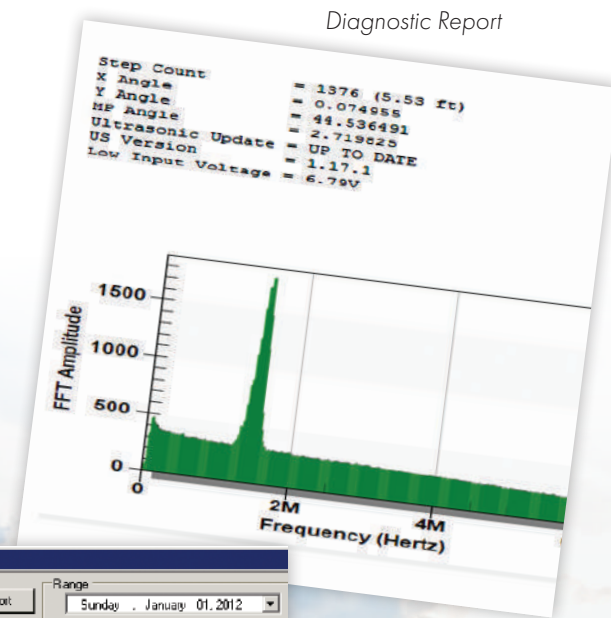 Diagnostic Report
Step Count = 1376 (5.53 ft)
X Angle = 0.074955
Y Angle = 44.536491
MP Angle = 2.719825
Ultrasonic Update = UP TO DATE
US Version = 1.17.1
Low Input Voltage = 6.79V
1500
1000
500
0
FFT Amplitude
0
2M
4M
Frequency (Hertz)
Range
Sunday , January 01, 2012